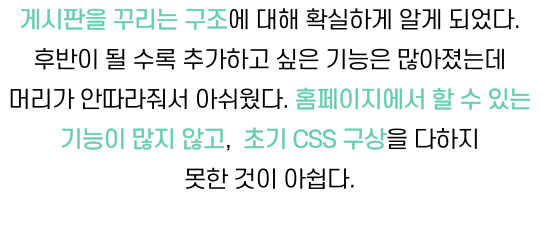 게시판을 꾸리는 구조에 대해 확실하게 알게 되었다.
후반이 될 수록 추가하고 싶은 기능은 많아졌는데
머리가 안따라줘서 아쉬웠다. 홈페이지에서 할 수 있는
기능이 많지 않고, 초기 CSS 구상을 다하지
못한 것이 아쉽다.